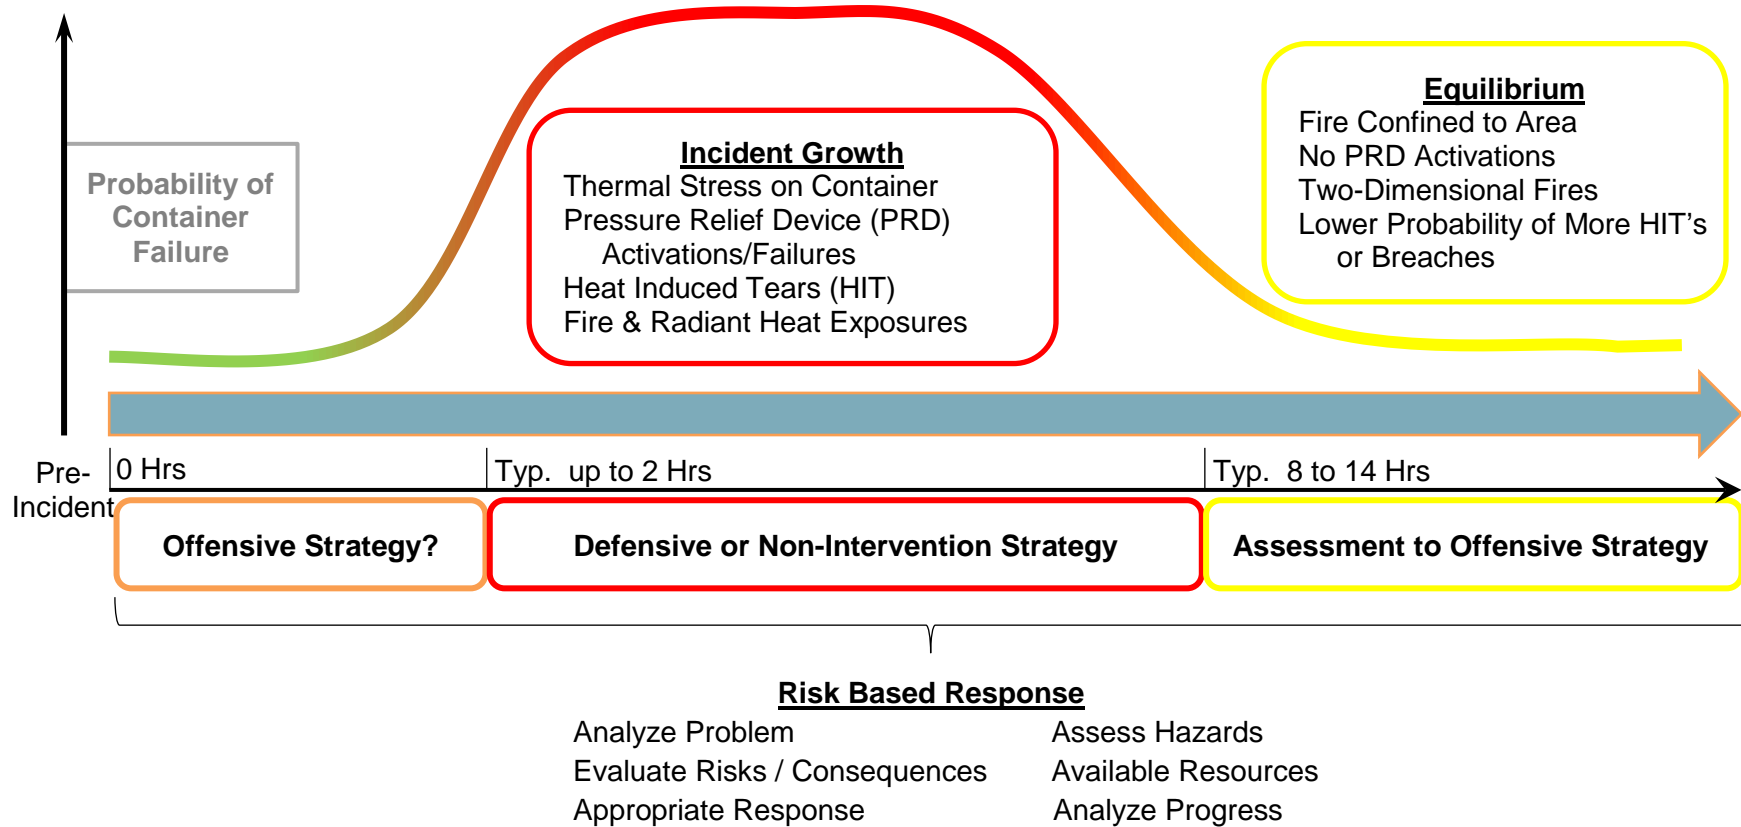 Probability of
Container
Failure
Incident Growth
Thermal Stress on Container
Pressure Relief Device (PRD)
Activations/Failures
Heat Induced Tears (HIT)
Fire & Radiant Heat Exposures
Equilibrium
Fire Confined to Area
No PRD Activations
Two-Dimensional Fires
Lower Probability of More HIT's
or Breaches
Pre-
Incident
0 Hrs
Typ. up to 2 Hrs
Typ. 8 to 14 Hrs
Offensive Strategy?
Defensive or Non-Intervention Strategy
Assessment to Offensive Strategy
Risk Based Response
Analyze Problem
Assess Hazards
Evaluate Risks / Consequences
Available Resources
Appropriate Response
Analyze Progress